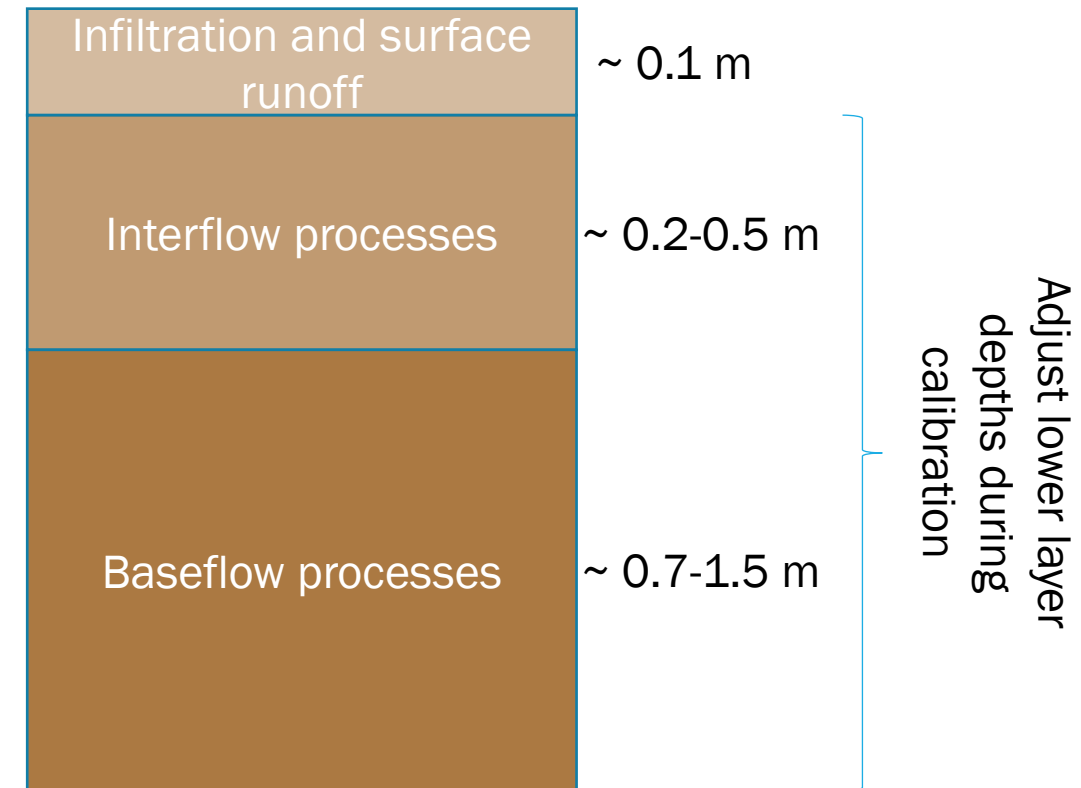 Infiltration and surface
runoff
~ 0.1 m
Interflow processes
~ 0.2-0.5 m
Baseflow processes
~ 0.7-1.5 m
Adjust lower layer
depths during
calibration